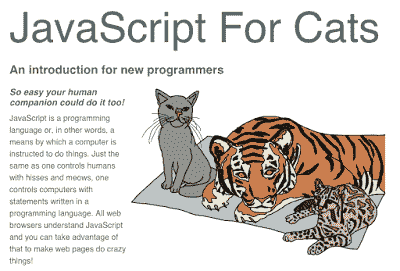 JavaScript For Cats
An introduction for new programmers
So easy your human
companion could do it too!
JavaScript is a programming
language or, in other words, a
means by which a computer is
instructed to do things. Just the
same as one controls humans
with hisses and meows, one
controls computers with
statements written in a
programming language. All web
browsers understand JavaScript
and you can take advantage of
that to make web pages do crazy
things!